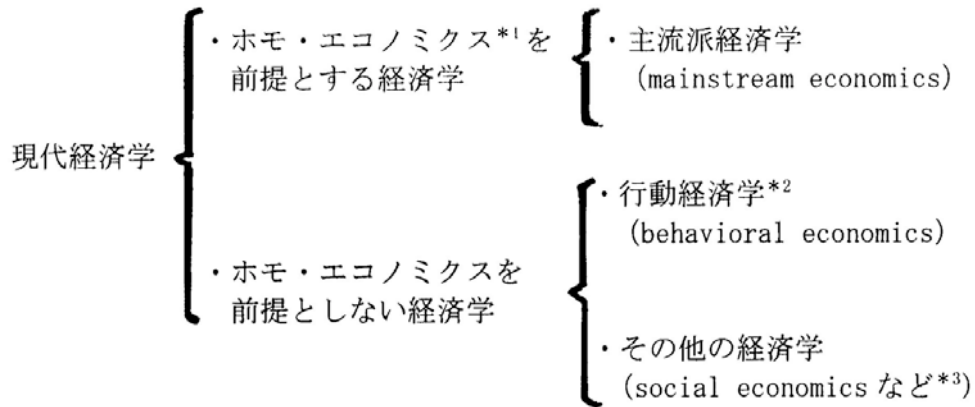 ・ホモ・エコノミクス*1を
前提とする経済学
・主流派経済学
(mainstream economics)
現代経済学
・行動経済学*2
(behavioral economics)
・ホモ・エコノミクスを
前提としない経済学
・その他の経済学
(social economics など*3)